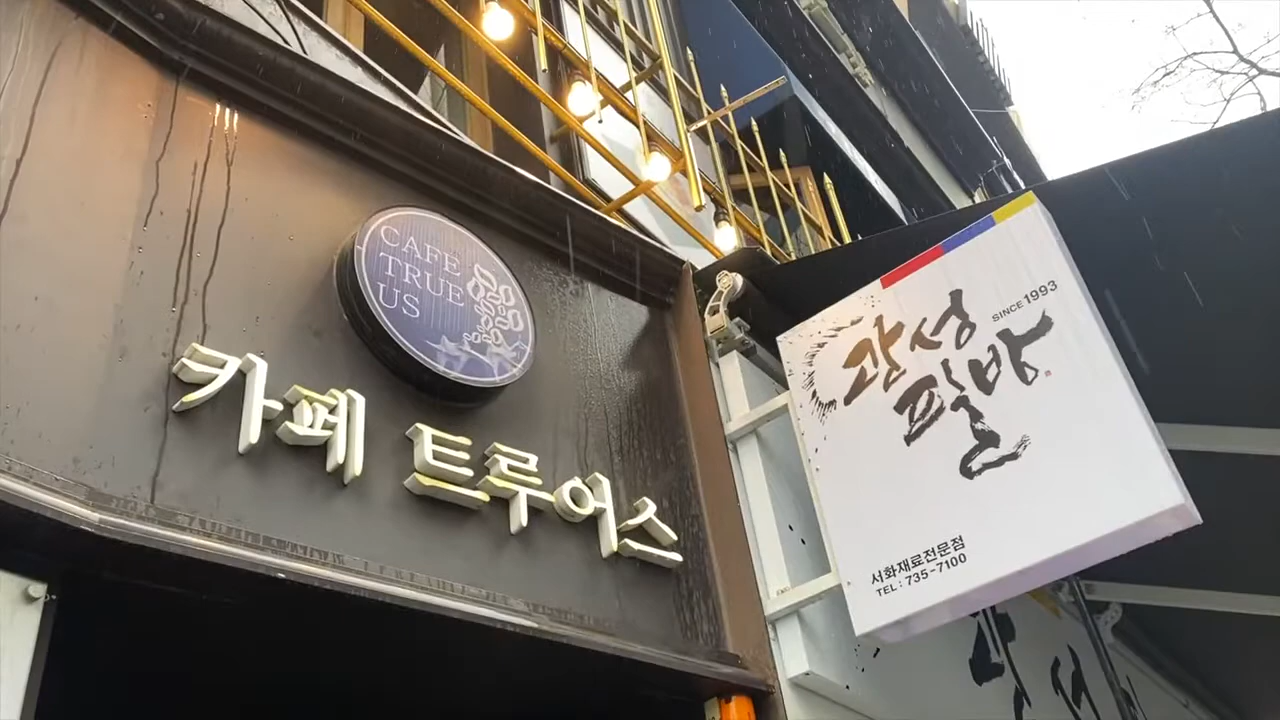 CAFE
TRUE
US
카페 트루어스
SINCE 1993
관성
필방
서화재료전문점
TEL : 735-7100